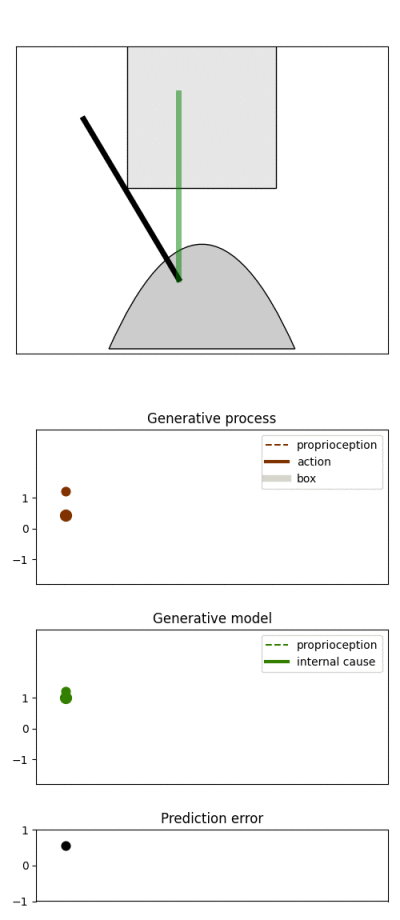 Generative process
proprioception
action
box
1
0
−1
Generative model
proprioception
internal cause
1
0
−1
Prediction error
1
0
−1